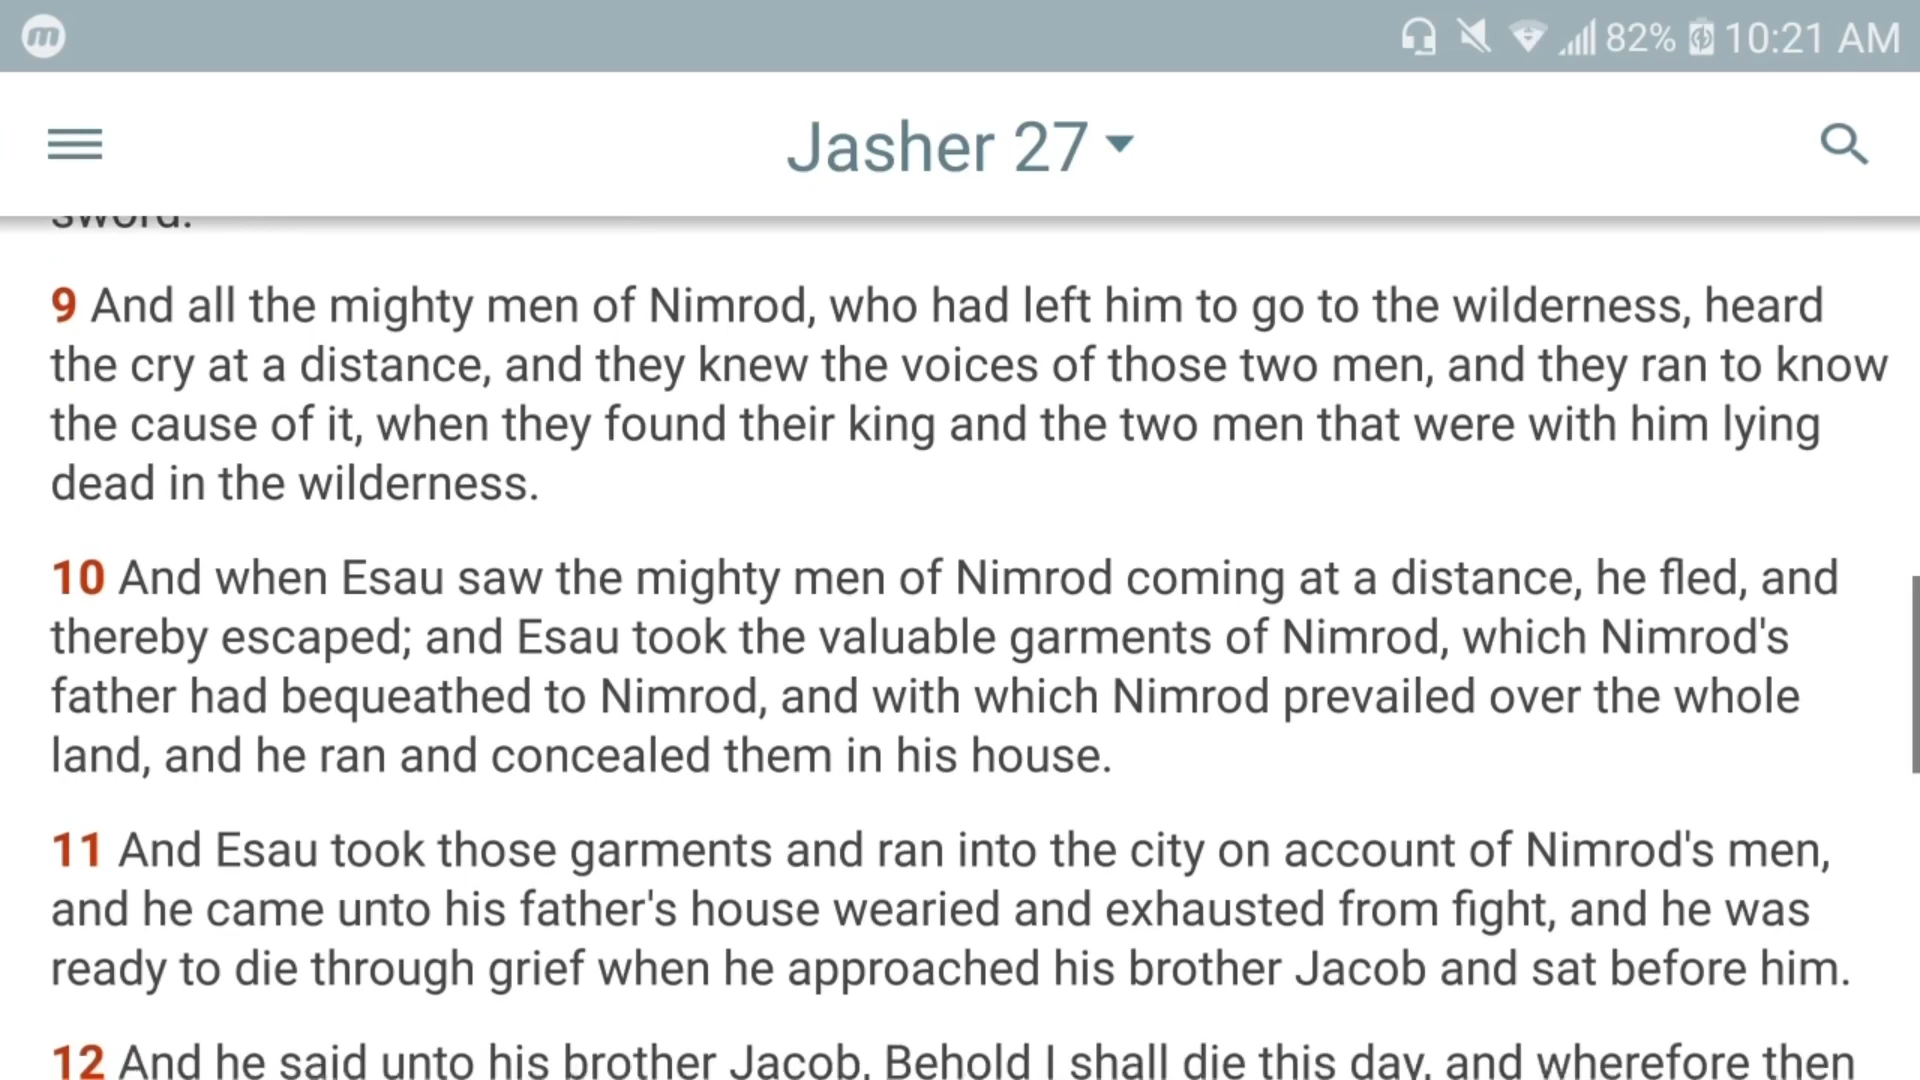 m 82% 10:21 AM
Jasher 27
sword.
9 And all the mighty men of Nimrod, who had left him to go to the wilderness, heard
the cry at a distance, and they knew the voices of those two men, and they ran to know
the cause of it, when they found their king and the two men that were with him lying
dead in the wilderness.
10 And when Esau saw the mighty men of Nimrod coming at a distance, he fled, and
thereby escaped; and Esau took the valuable garments of Nimrod, which Nimrod's
father had bequeathed to Nimrod, and with which Nimrod prevailed over the whole
land, and he ran and concealed them in his house.
11 And Esau took those garments and ran into the city on account of Nimrod's men,
and he came unto his father's house wearied and exhausted from fight, and he was
ready to die through grief when he approached his brother Jacob and sat before him.
12 And he said unto his brother Jacob, Behold I shall die this day, and wherefore then